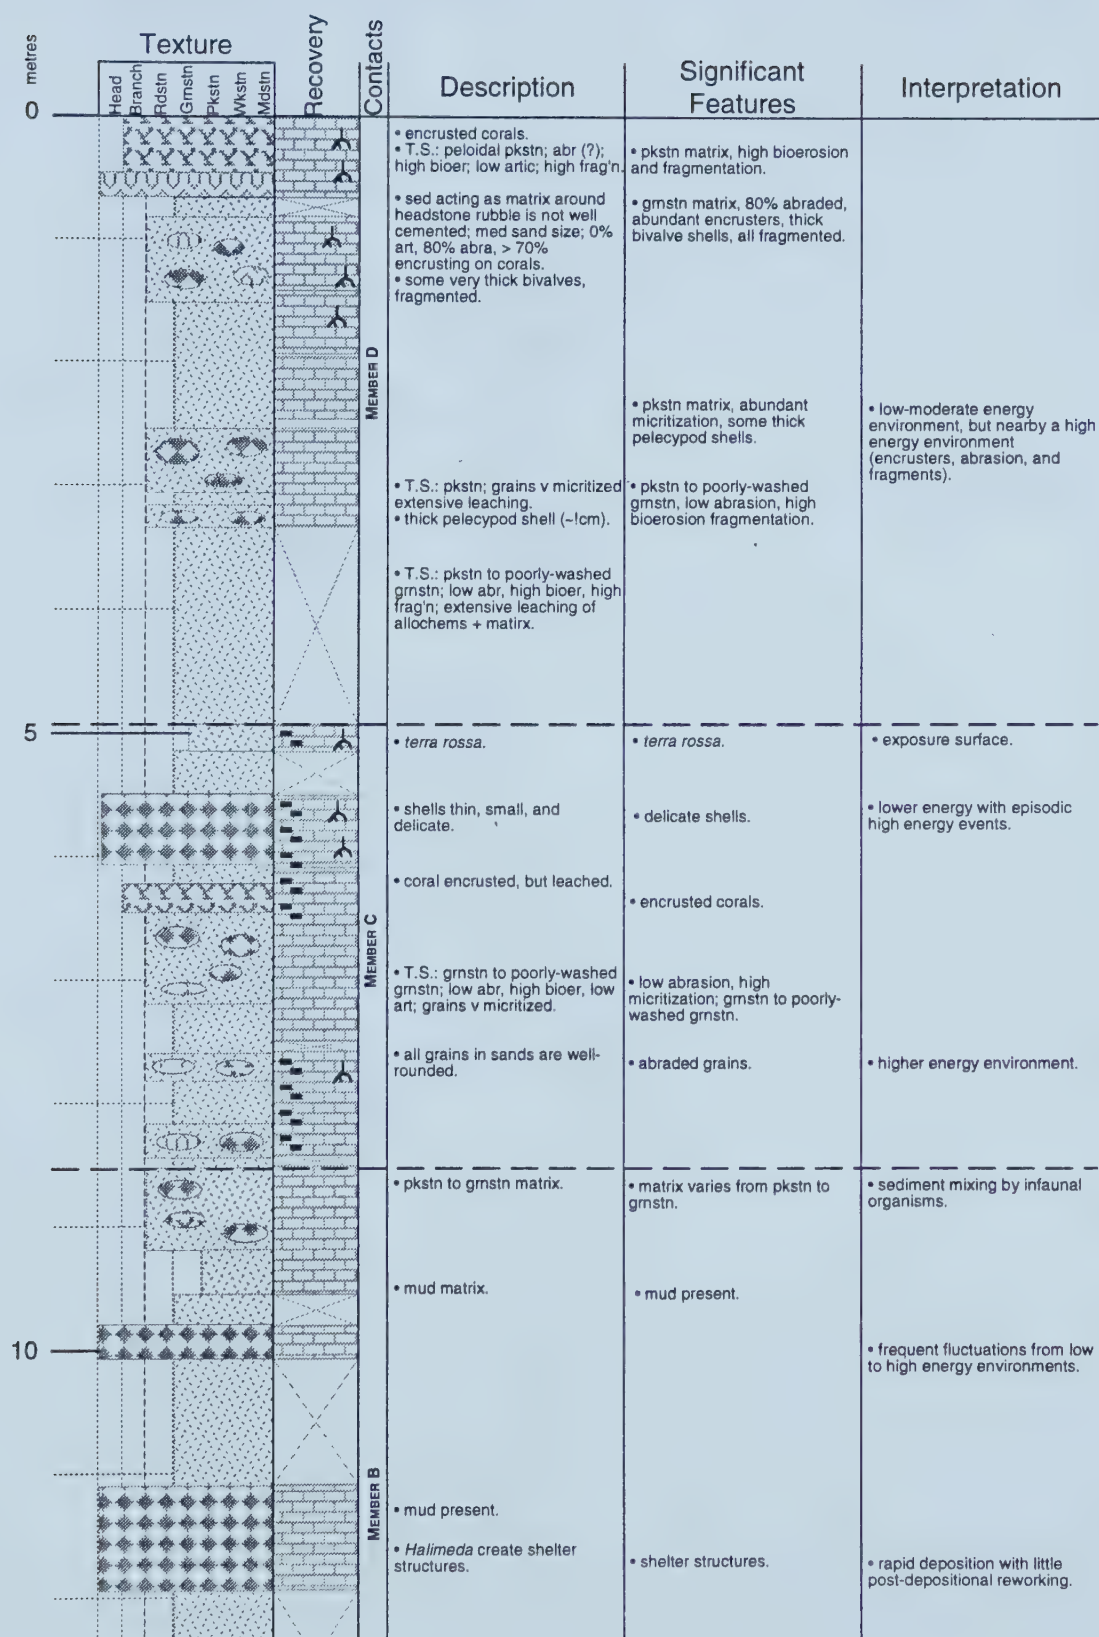 metres
Texture
Recovery
Contacts
Description
Significant
Features
Interpretation
Head
Branch
Rdstn
Grnstn
Pkstn
Wkstn
Mdstn
0
• encrusted corals.
• T.S.: peloidal pkstn; abr (?);
high bioer; low artic; high frag'n.
• pkstn matrix, high bioerosion
and fragmentation.
• sed acting as matrix around
headstone rubble is not well
cemented; med sand size; 0%
art, 80% abra, > 70%
encrusting on corals.
• some very thick bivalves,
fragmented.
• grnstn matrix, 80% abraded,
abundant encrusters, thick
bivalve shells, all fragmented.
MEMBER D
• pkstn matrix, abundant
micritization, some thick
pelecypod shells.
• low-moderate energy
environment, but nearby a high
energy environment
(encrusters, abrasion, and
fragments).
• T.S.: pkstn; grains v micritized
extensive leaching.
• thick pelecypod shell (~!cm).
• pkstn to poorly-washed
grnstn, low abrasion, high
bioerosion fragmentation.
• T.S.: pkstn to poorly-washed
grnstn; low abr, high bioer, high
frag'n; extensive leaching of
allochems + matirx.
5
• terra rossa.
• terra rossa.
• exposure surface.
• shells thin, small, and
delicate.
• delicate shells.
• lower energy with episodic
high energy events.
• coral encrusted, but leached.
• encrusted corals.
MEMBER C
• T.S.: grnstn to poorly-washed
grnstn; low abr, high bioer, low
art; grains v micritized.
• low abrasion, high
micritization; grnstn to poorly-
washed grnstn.
• all grains in sands are well-
rounded.
• abraded grains.
• higher energy environment.
• pkstn to grnstn matrix.
• matrix varies from pkstn to
grnstn.
• sediment mixing by infaunal
organisms.
• mud matrix.
• mud present.
10
• frequent fluctuations from low
to high energy environments.
MEMBER B
• mud present.
• Halimeda create shelter
structures.
• shelter structures.
• rapid deposition with little
post-depositional reworking.